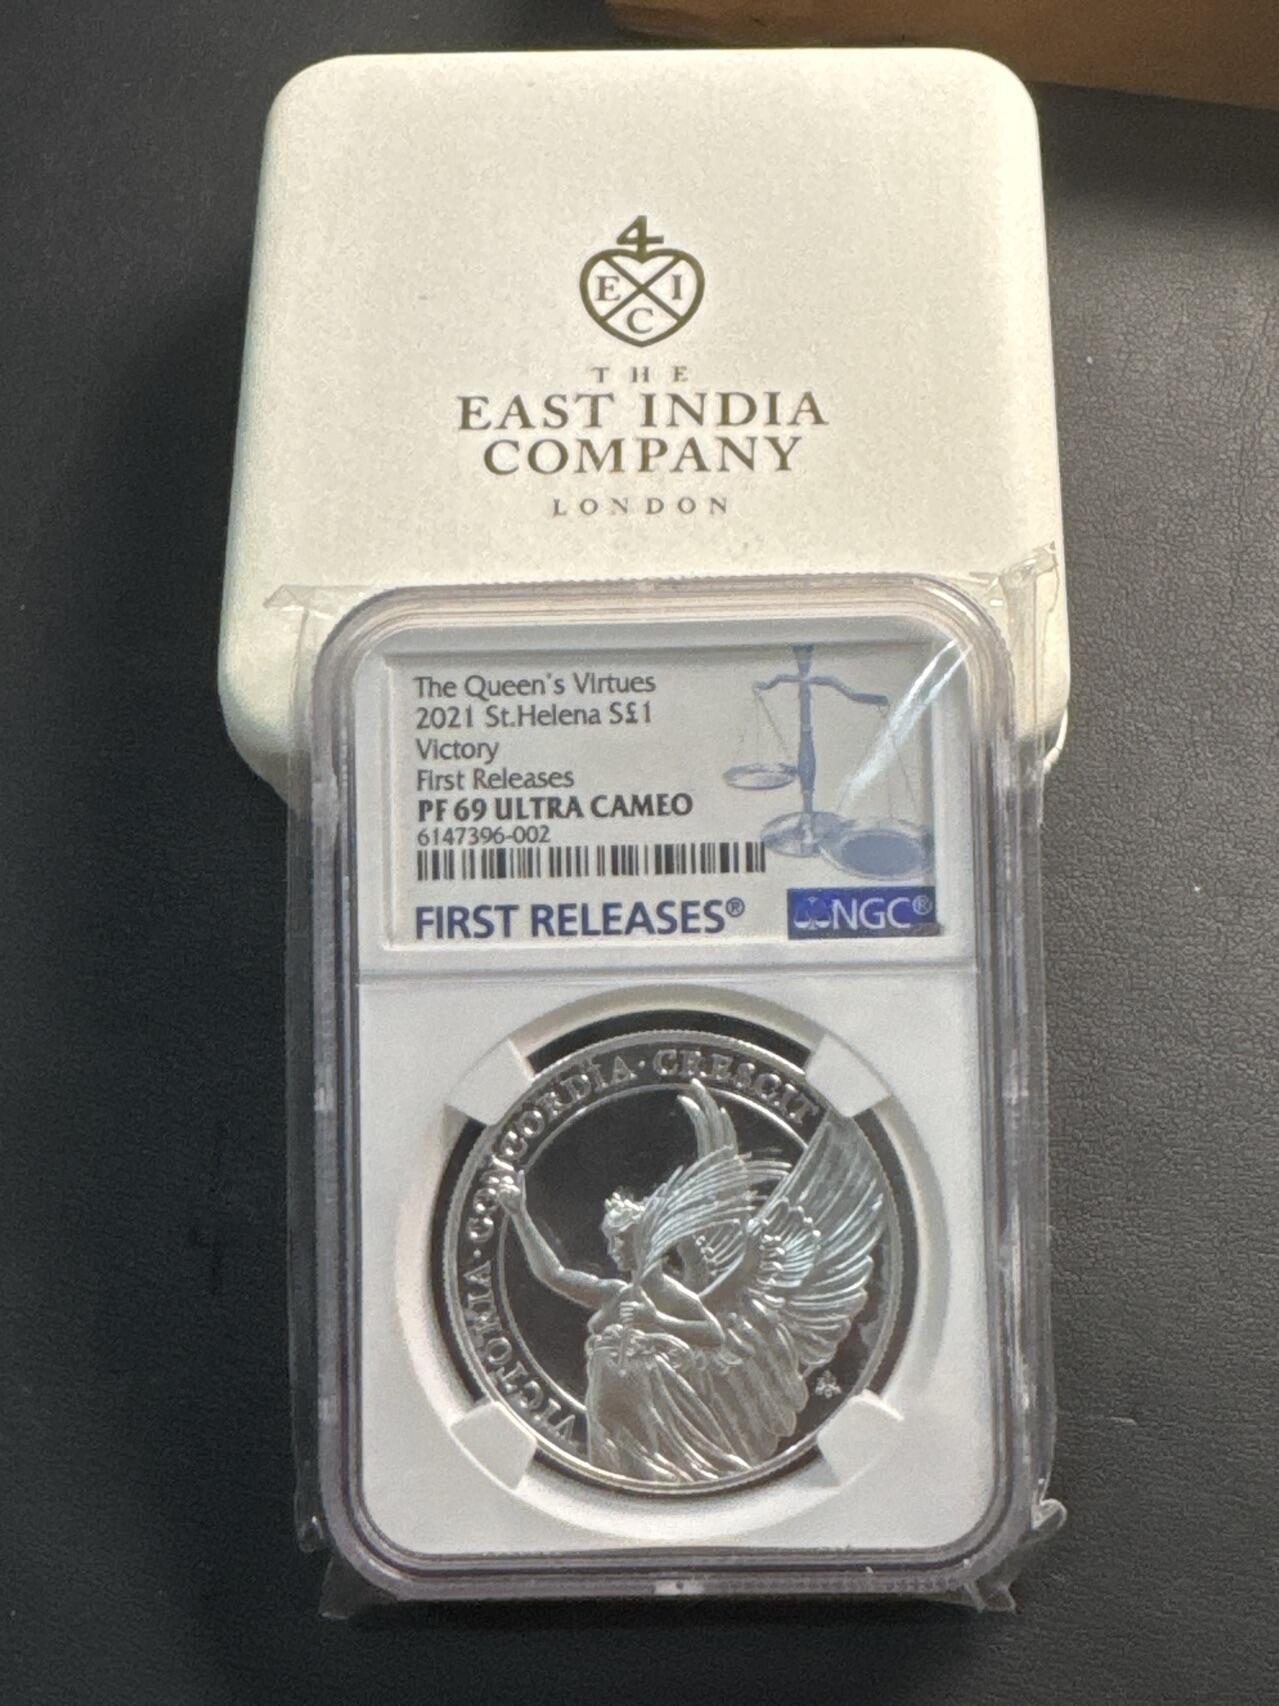 4
E I
C
THE
EAST INDIA
COMPANY
LONDON
The Queen's Virtues
2021 St.Helena S£1
Victory
First Releases
PF 69 ULTRA CAMEO
6147396-002
FIRST RELEASES®
NGC®
VICTORIA · CONCORDIA · CRESCIT